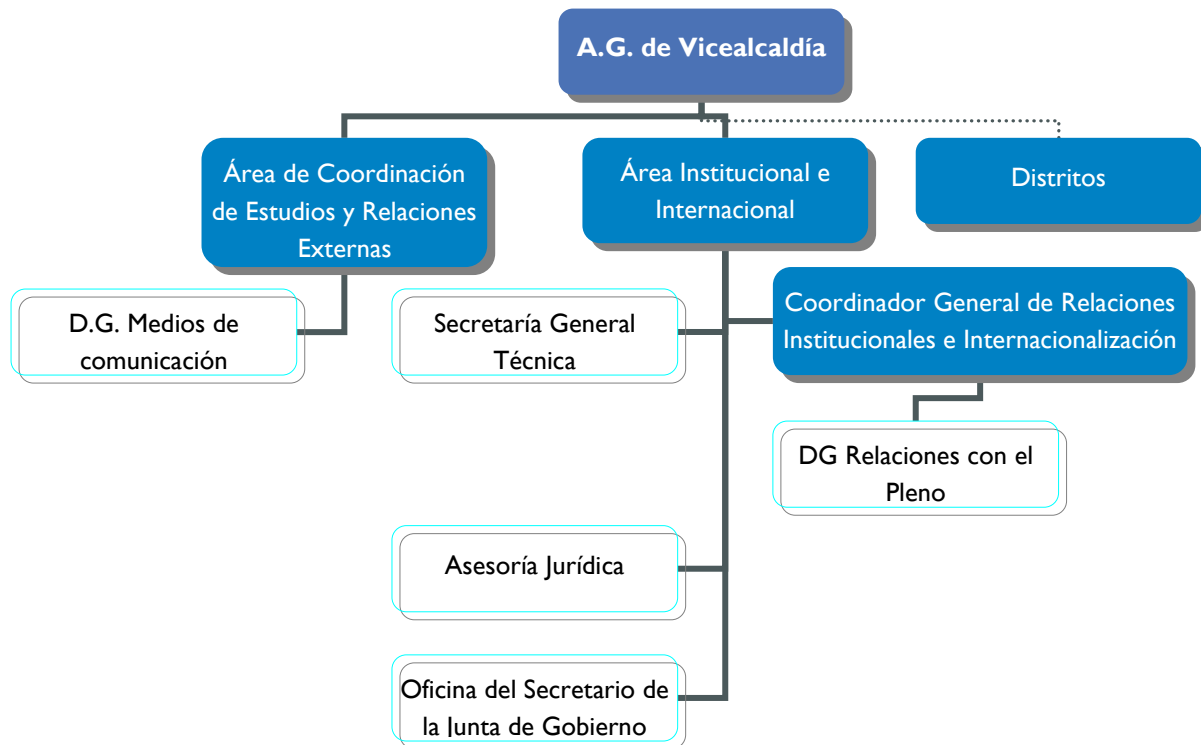 A.G. de Vicealcaldía
Área de Coordinación
de Estudios y Relaciones
Externas
Área Institucional e
Internacional
Distritos
D.G. Medios de
comunicación
Secretaría General
Técnica
Coordinador General de Relaciones
Institucionales e Internacionalización
DG Relaciones con el
Pleno
Asesoría Jurídica
Oficina del Secretario de
la Junta de Gobierno